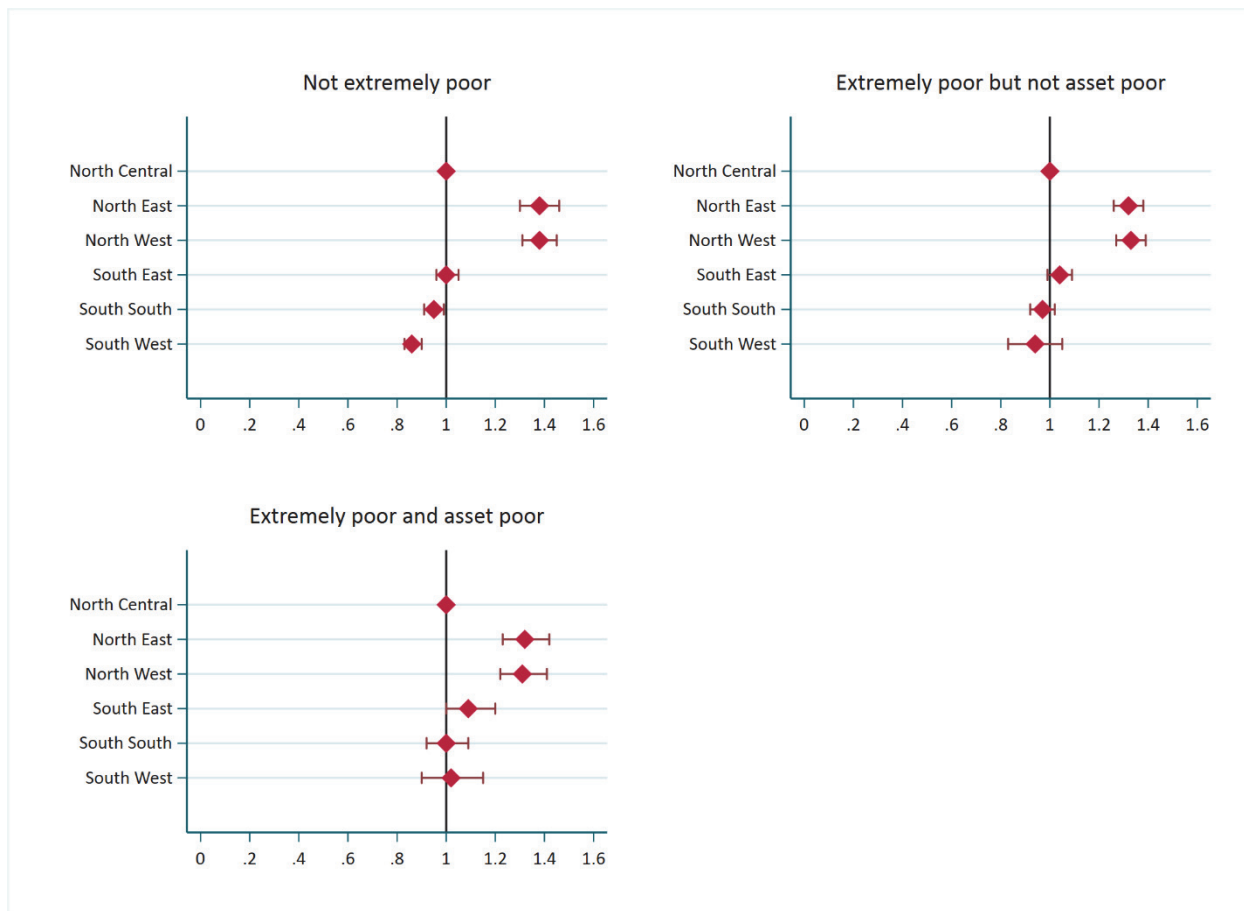 Not extremely poor
North Central
North East
North West
South East
South South
South West
0 .2 .4 .6 .8 1 1.2 1.4 1.6
Extremely poor but not asset poor
North Central
North East
North West
South East
South South
South West
0 .2 .4 .6 .8 1 1.2 1.4 1.6
Extremely poor and asset poor
North Central
North East
North West
South East
South South
South West
0 .2 .4 .6 .8 1 1.2 1.4 1.6